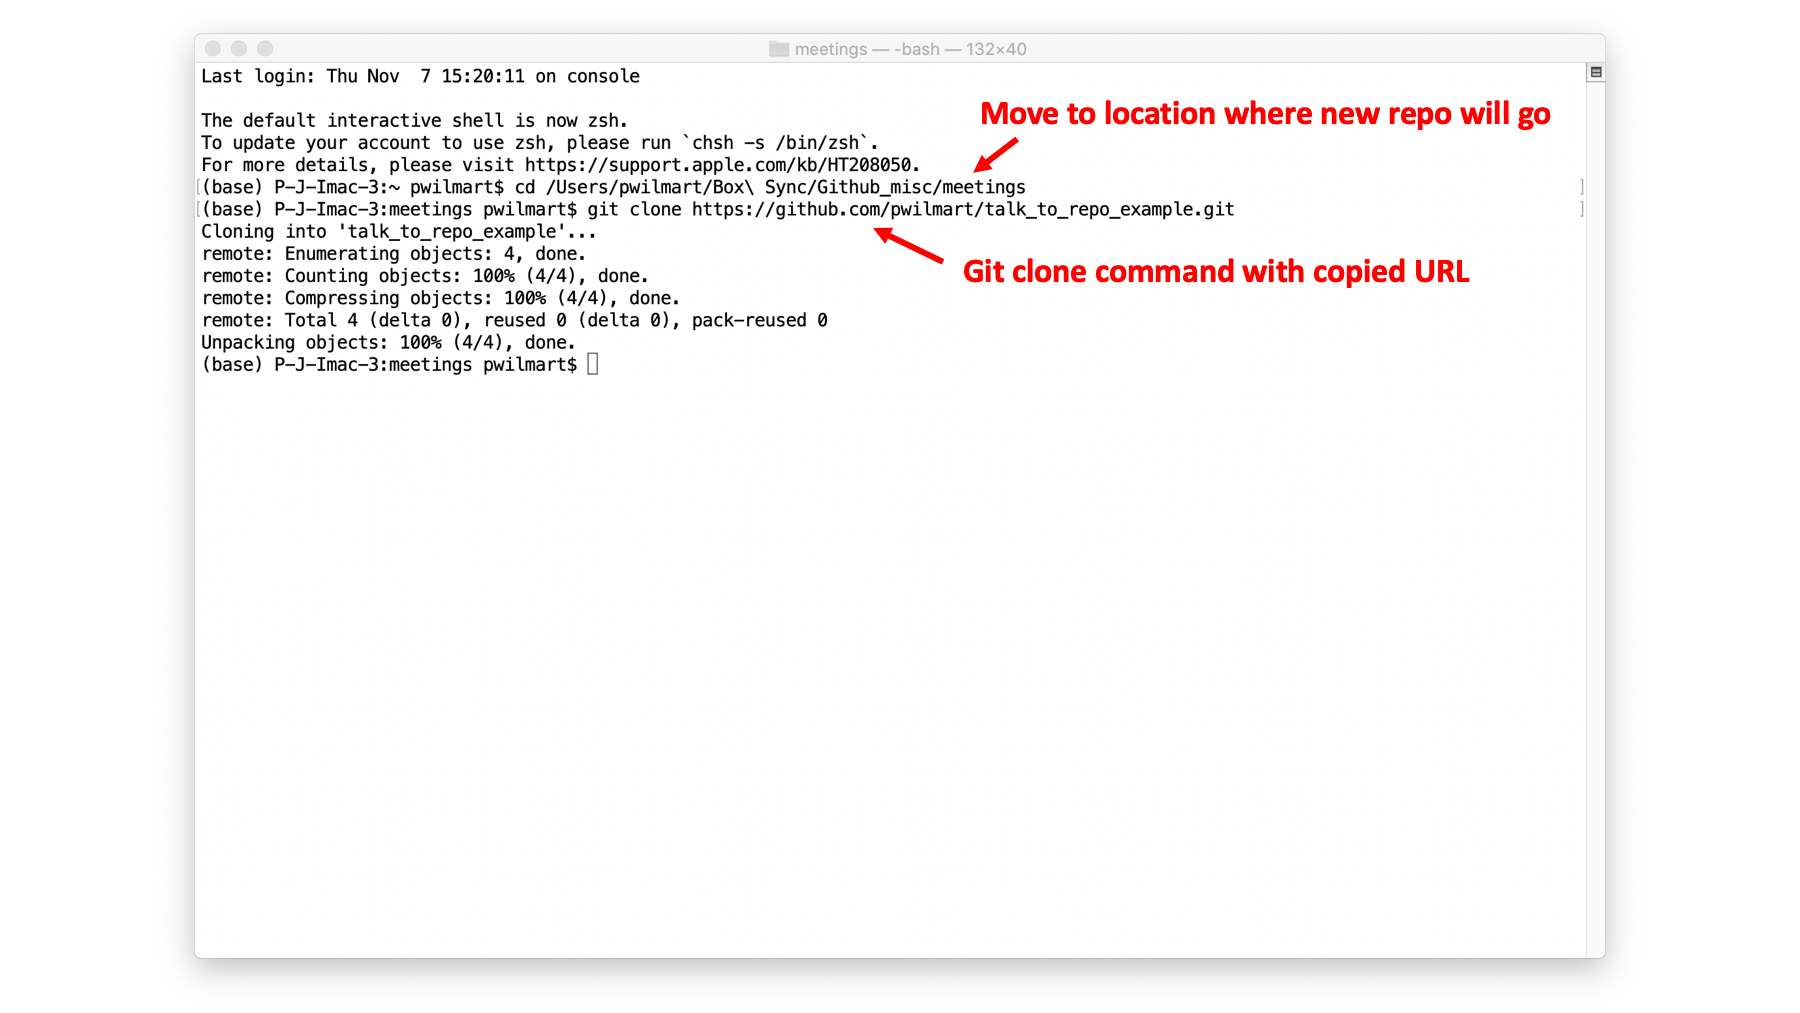 meetings — -bash — 132×40
Last login: Thu Nov  7 15:20:11 on console
The default interactive shell is now zsh.
To update your account to use zsh, please run `chsh -s /bin/zsh`.
For more details, please visit https://support.apple.com/kb/HT208050.
Move to location where new repo will go
[(base) P-J-Imac-3:~ pwilmart$ cd /Users/pwilmart/Box\ Sync/Github_misc/meetings ]
[(base) P-J-Imac-3:meetings pwilmart$ git clone https://github.com/pwilmart/talk_to_repo_example.git ]
Git clone command with copied URL
Cloning into 'talk_to_repo_example'...
remote: Enumerating objects: 4, done.
remote: Counting objects: 100% (4/4), done.
remote: Compressing objects: 100% (4/4), done.
remote: Total 4 (delta 0), reused 0 (delta 0), pack-reused 0
Unpacking objects: 100% (4/4), done.
(base) P-J-Imac-3:meetings pwilmart$